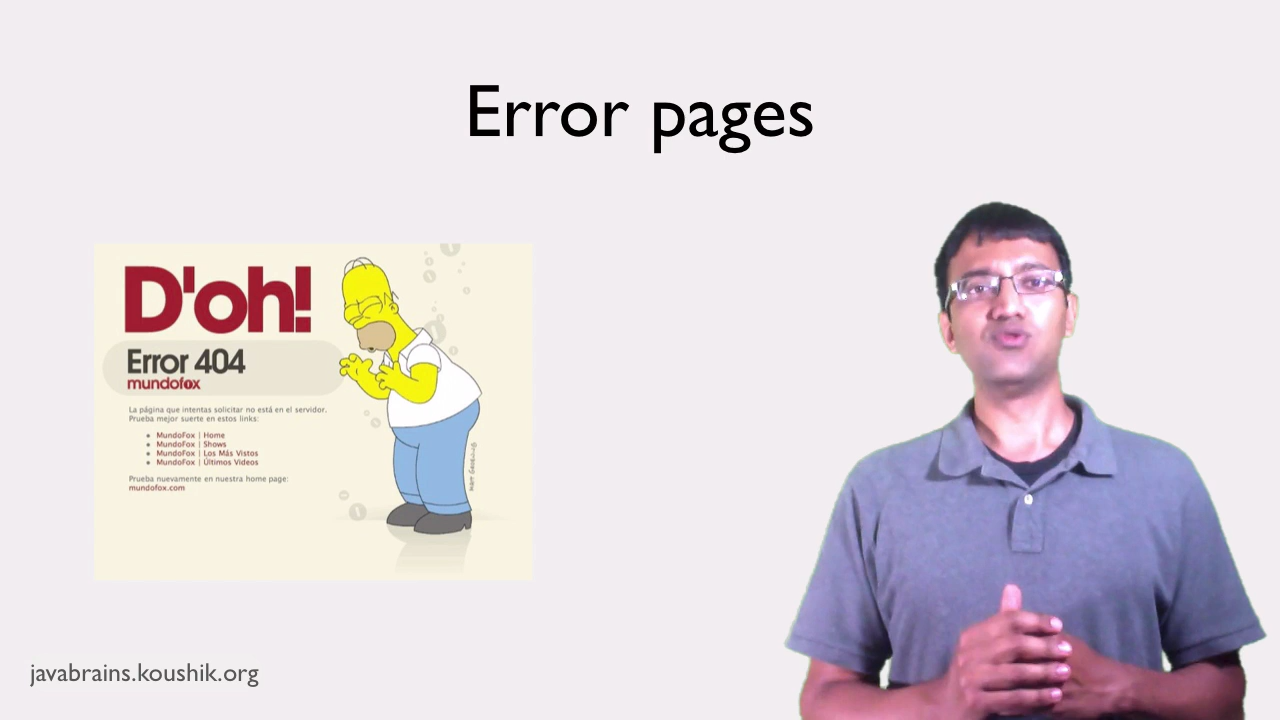 Error pages
D'oh!
Error 404
mundofox
La página que intentas solicitar no está en el servidor.
Prueba mejor suerte en estos links:
MundoFox | Home
MundoFox | Shows
MundoFox | Los Más Vistos
MundoFox | Últimos Videos
Prueba nuevamente en nuestra home page:
mundofox.com
Matt Groening
javabrains.koushik.org